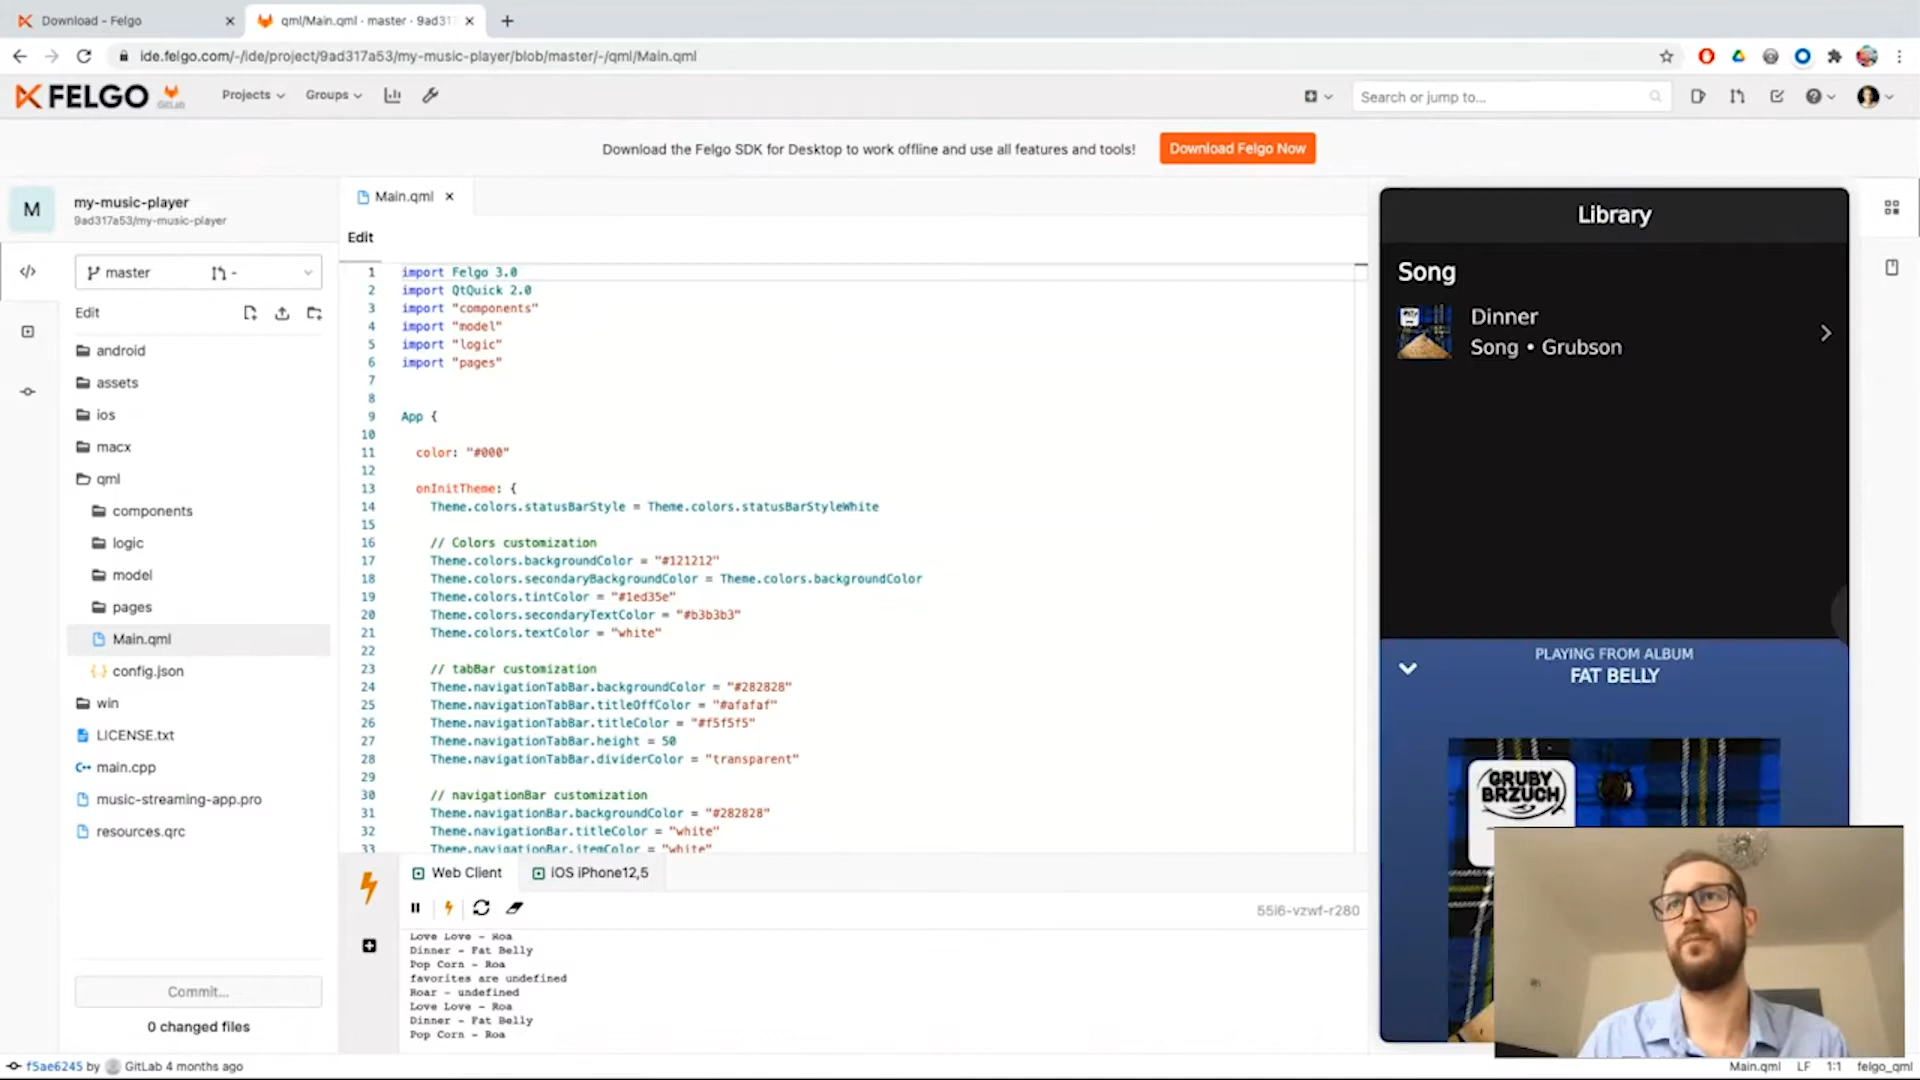 Download - Felgo
qml/Main.qml · master · 9ad31
ide.felgo.com/-/ide/project/9ad317a53/my-music-player/blob/master/-/qml/Main.qml
FELGO
GitLab
Projects
Groups
Search or jump to...
Download the Felgo SDK for Desktop to work offline and use all features and tools!
Download Felgo Now
M
my-music-player
9ad317a53/my-music-player
master
-
Edit
android
assets
ios
macx
qml
components
logic
model
pages
Main.qml
config.json
win
LICENSE.txt
main.cpp
music-streaming-app.pro
resources.qrc
Commit...
0 changed files
Main.qml
Edit
1 import Felgo 3.0
2 import QtQuick 2.0
3 import "components"
4 import "model"
5 import "logic"
6 import "pages"
7
8
9 App {
10
11 color: "#000"
12
13 onInitTheme: {
14 Theme.colors.statusBarStyle = Theme.colors.statusBarStyleWhite
15
16 // Colors customization
17 Theme.colors.backgroundColor = "#121212"
18 Theme.colors.secondaryBackgroundColor = Theme.colors.backgroundColor
19 Theme.colors.tintColor = "#1ed35e"
20 Theme.colors.secondaryTextColor = "#b3b3b3"
21 Theme.colors.textColor = "white"
22
23 // tabBar customization
24 Theme.navigationTabBar.backgroundColor = "#282828"
25 Theme.navigationTabBar.titleOffColor = "#afafaf"
26 Theme.navigationTabBar.titleColor = "#f5f5f5"
27 Theme.navigationTabBar.height = 50
28 Theme.navigationTabBar.dividerColor = "transparent"
29
30 // navigationBar customization
31 Theme.navigationBar.backgroundColor = "#282828"
32 Theme.navigationBar.titleColor = "white"
33 Theme.navigationBar.itemColor = "white"
Web Client
iOS iPhone12,5
55i6-vzwf-r280
Love Love - Roa
Dinner - Fat Belly
Pop Corn - Roa
favorites are undefined
Roar - undefined
Love Love - Roa
Dinner - Fat Belly
Pop Corn - Roa
Library
Song
Dinner
Song • Grubson
PLAYING FROM ALBUM
FAT BELLY
GRUBY
BRZUCH
f5ae6245 by GitLab 4 months ago
Main.qml LF 1:1 felgo_qml